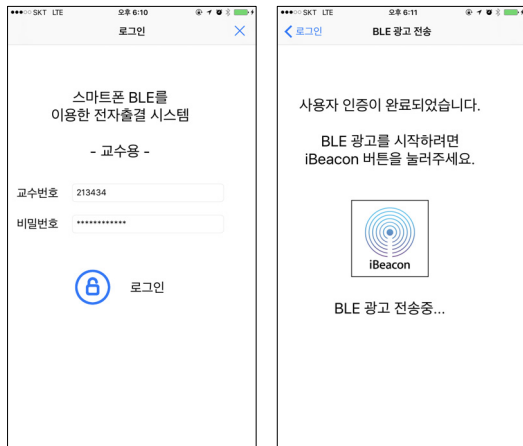 SKT LTE 오후 6:10
로그인
스마트폰 BLE를
이용한 전자출결 시스템
- 교수용 -
교수번호 213434
비밀번호 ************
로그인
SKT LTE 오후 6:11
로그인 BLE 광고 전송
사용자 인증이 완료되었습니다.
BLE 광고를 시작하려면
iBeacon 버튼을 눌러주세요.
iBeacon
BLE 광고 전송중...